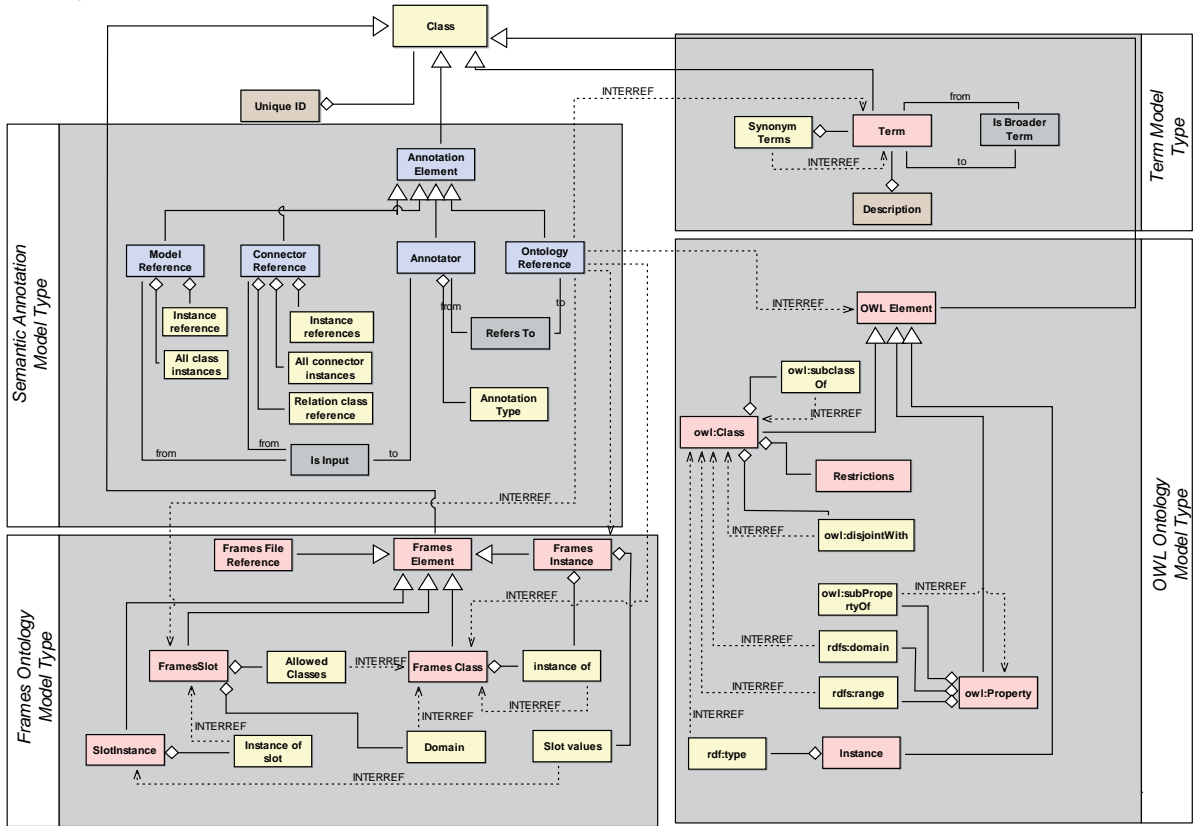 Class
Unique ID
INTERREF
Term Model
Type
from
Synonym
Terms
Term
Is Broader
Term
INTERREF
to
Description
Semantic Annotation
Model Type
Annotation
Element
Model
Reference
Connector
Reference
Annotator
Ontology
Reference
Instance
reference
All class
instances
Instance
references
All connector
instances
Relation class
reference
from
to
Refers To
Annotation
Type
from
from
Is Input
to
INTERREF
INTERREF
OWL Ontology
Model Type
OWL Element
owl:subclass
Of
INTERREF
owl:Class
Restrictions
owl:disjointWith
INTERREF
owl:subPrope
rtyOf
INTERREF
rdfs:domain
INTERREF
rdfs:range
INTERREF
owl:Property
INTERREF
rdf:type
Instance
Frames Ontology
Model Type
Frames File
Reference
Frames
Element
Frames
Instance
INTERREF
FramesSlot
Allowed
Classes
INTERREF
Frames Class
instance of
INTERREF
INTERREF
INTERREF
SlotInstance
Instance of
slot
Domain
Slot values
INTERREF